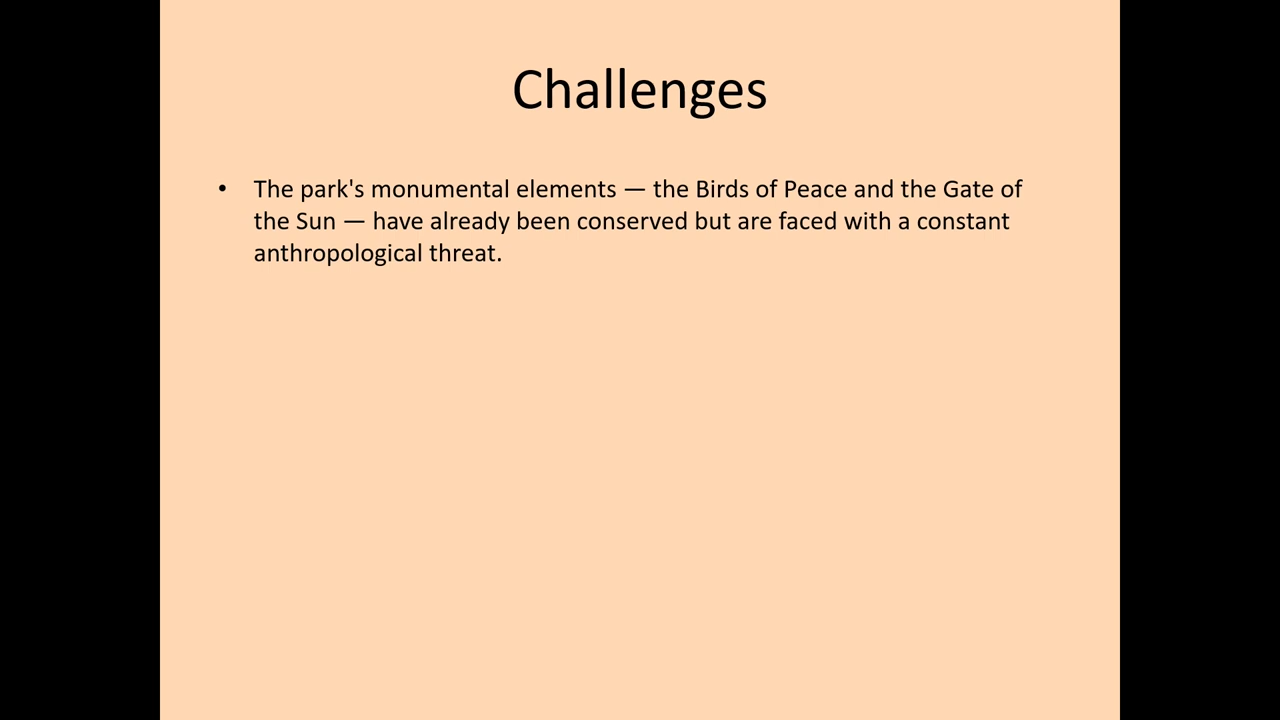 Challenges
• The park's monumental elements — the Birds of Peace and the Gate of
the Sun — have already been conserved but are faced with a constant
anthropological threat.